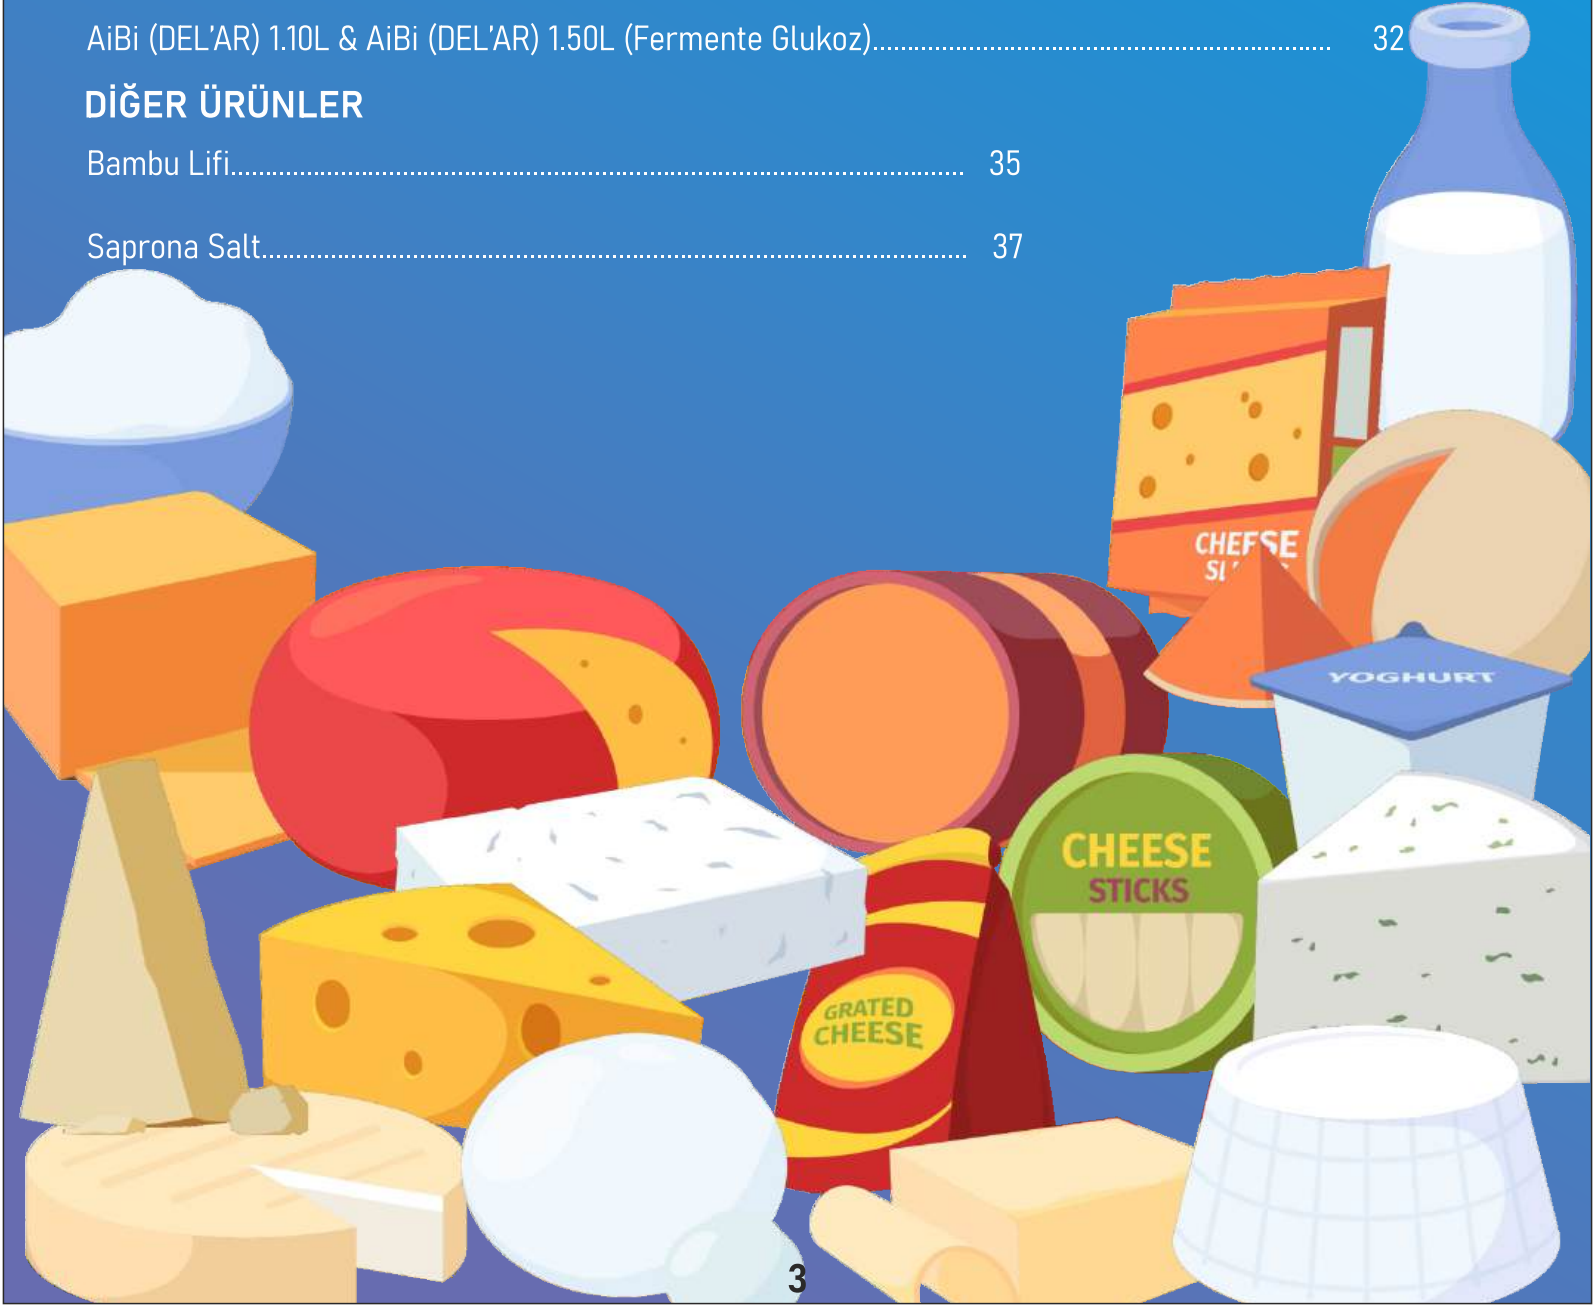 AiBi (DEL'AR) 1.10L & AiBi (DEL'AR) 1.50L (Fermente Glukoz)........ 32
DİĞER ÜRÜNLER
Bambu Lifi........ 35
Saprona Salt........ 37
CHEESE
YOGHURT
CHEESE
STICKS
GRATED
CHEESE
3